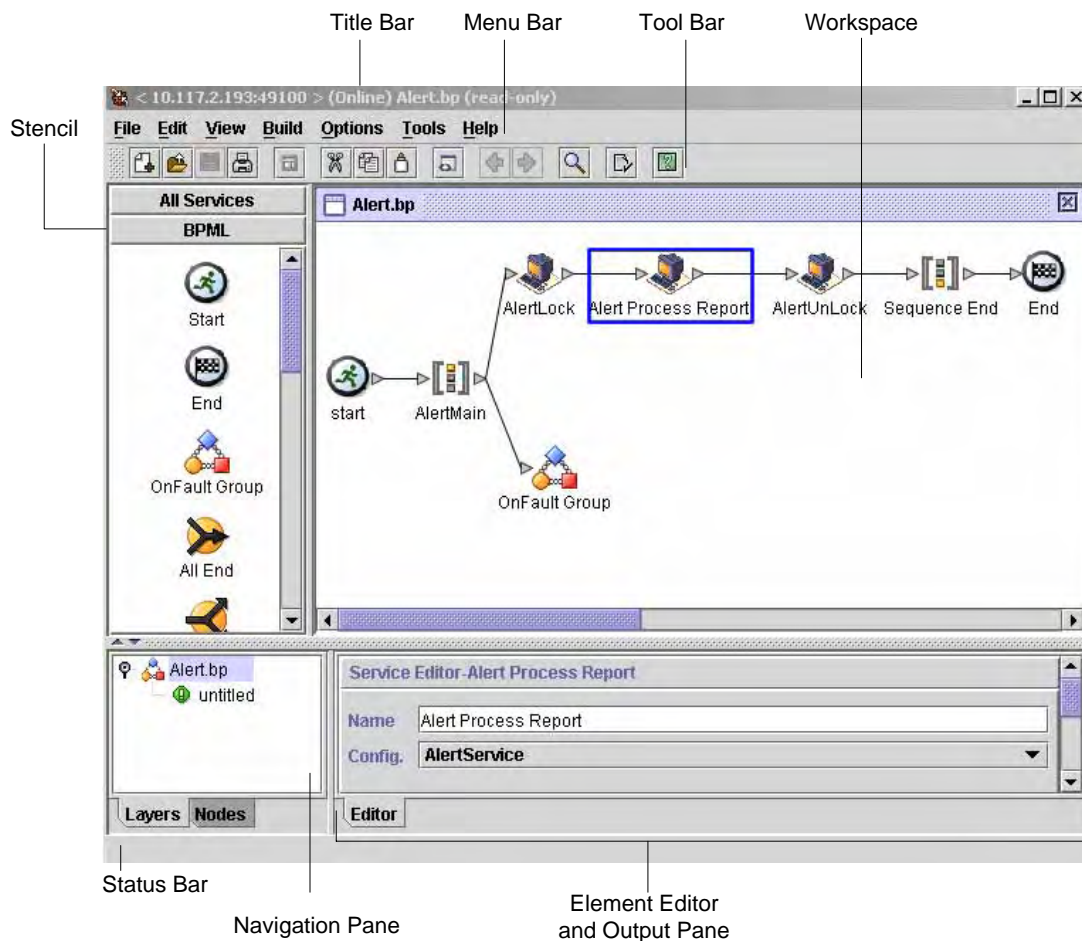 Title Bar Menu Bar Tool Bar Workspace
Stencil
< 10.117.2.193:49100 > (Online) Alert.bp (read-only)
File Edit View Build Options Tools Help
All Services
BPML
Start
End
OnFault Group
All End
Alert.bp
AlertLock Alert Process Report AlertUnLock Sequence End End
start AlertMain
OnFault Group
Alert.bp
untitled
Layers Nodes
Service Editor-Alert Process Report
Name Alert Process Report
Config. AlertService
Editor
Status Bar
Navigation Pane
Element Editor
and Output Pane